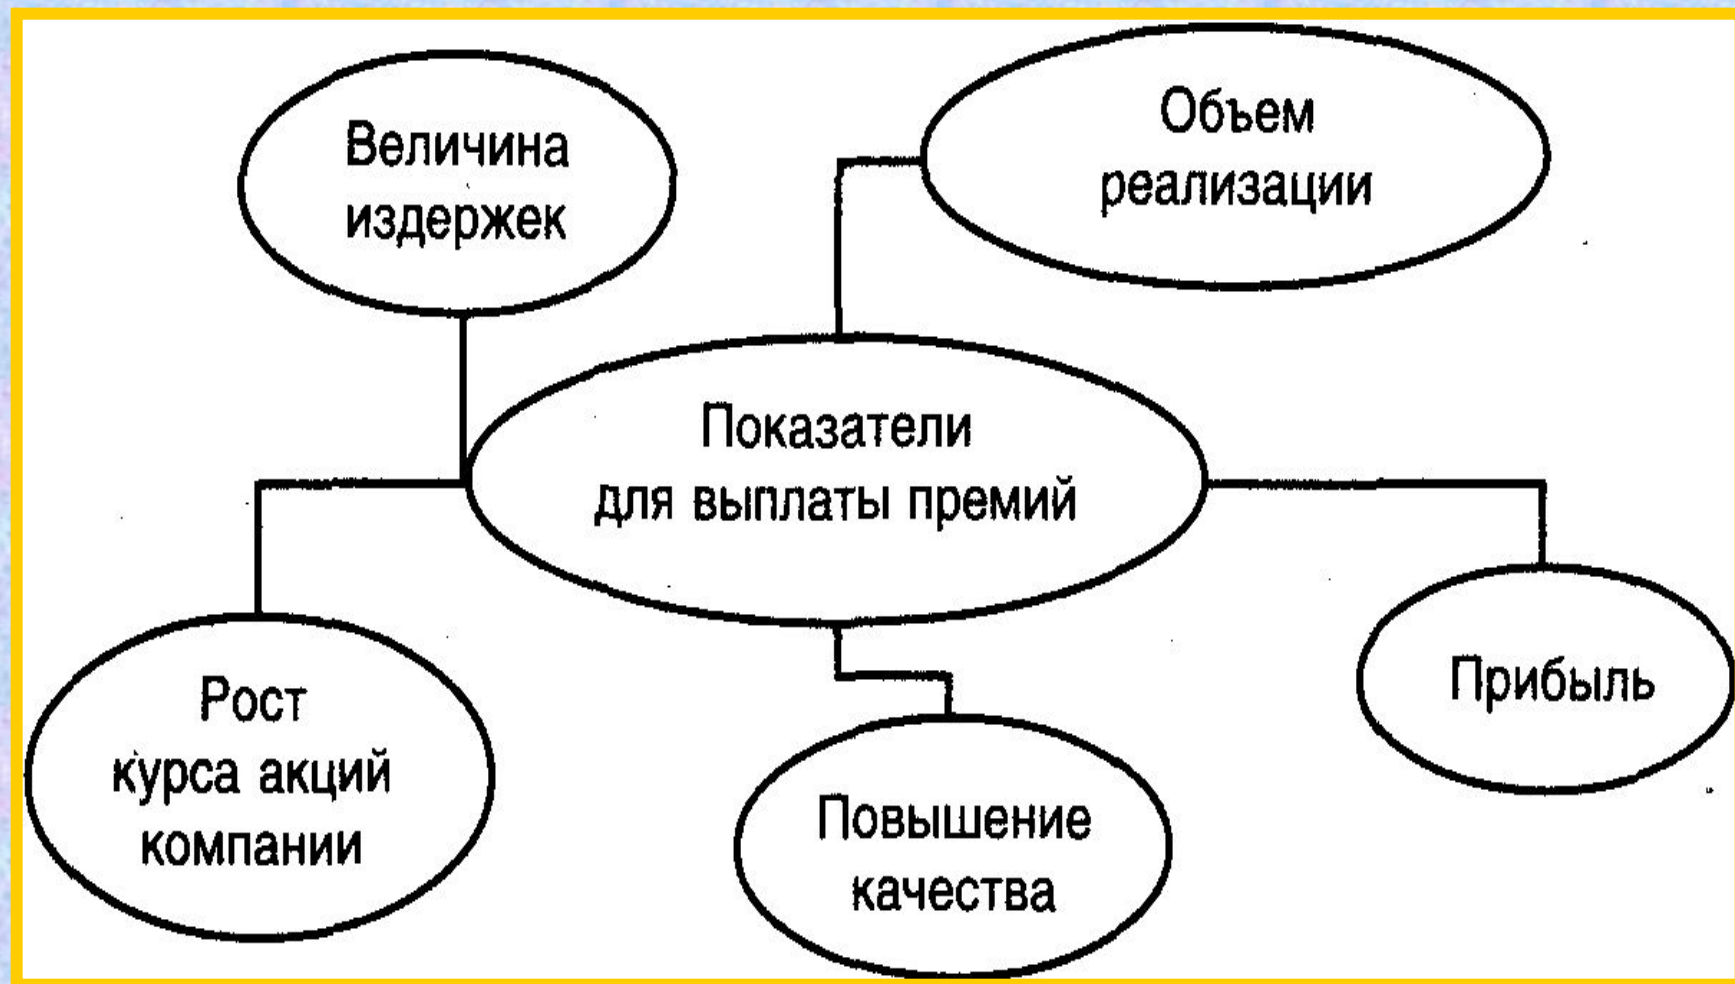 Величина
издержек
Объем
реализации
Показатели
для выплаты премий
Рост
курса акций
компании
Повышение
качества
Прибыль